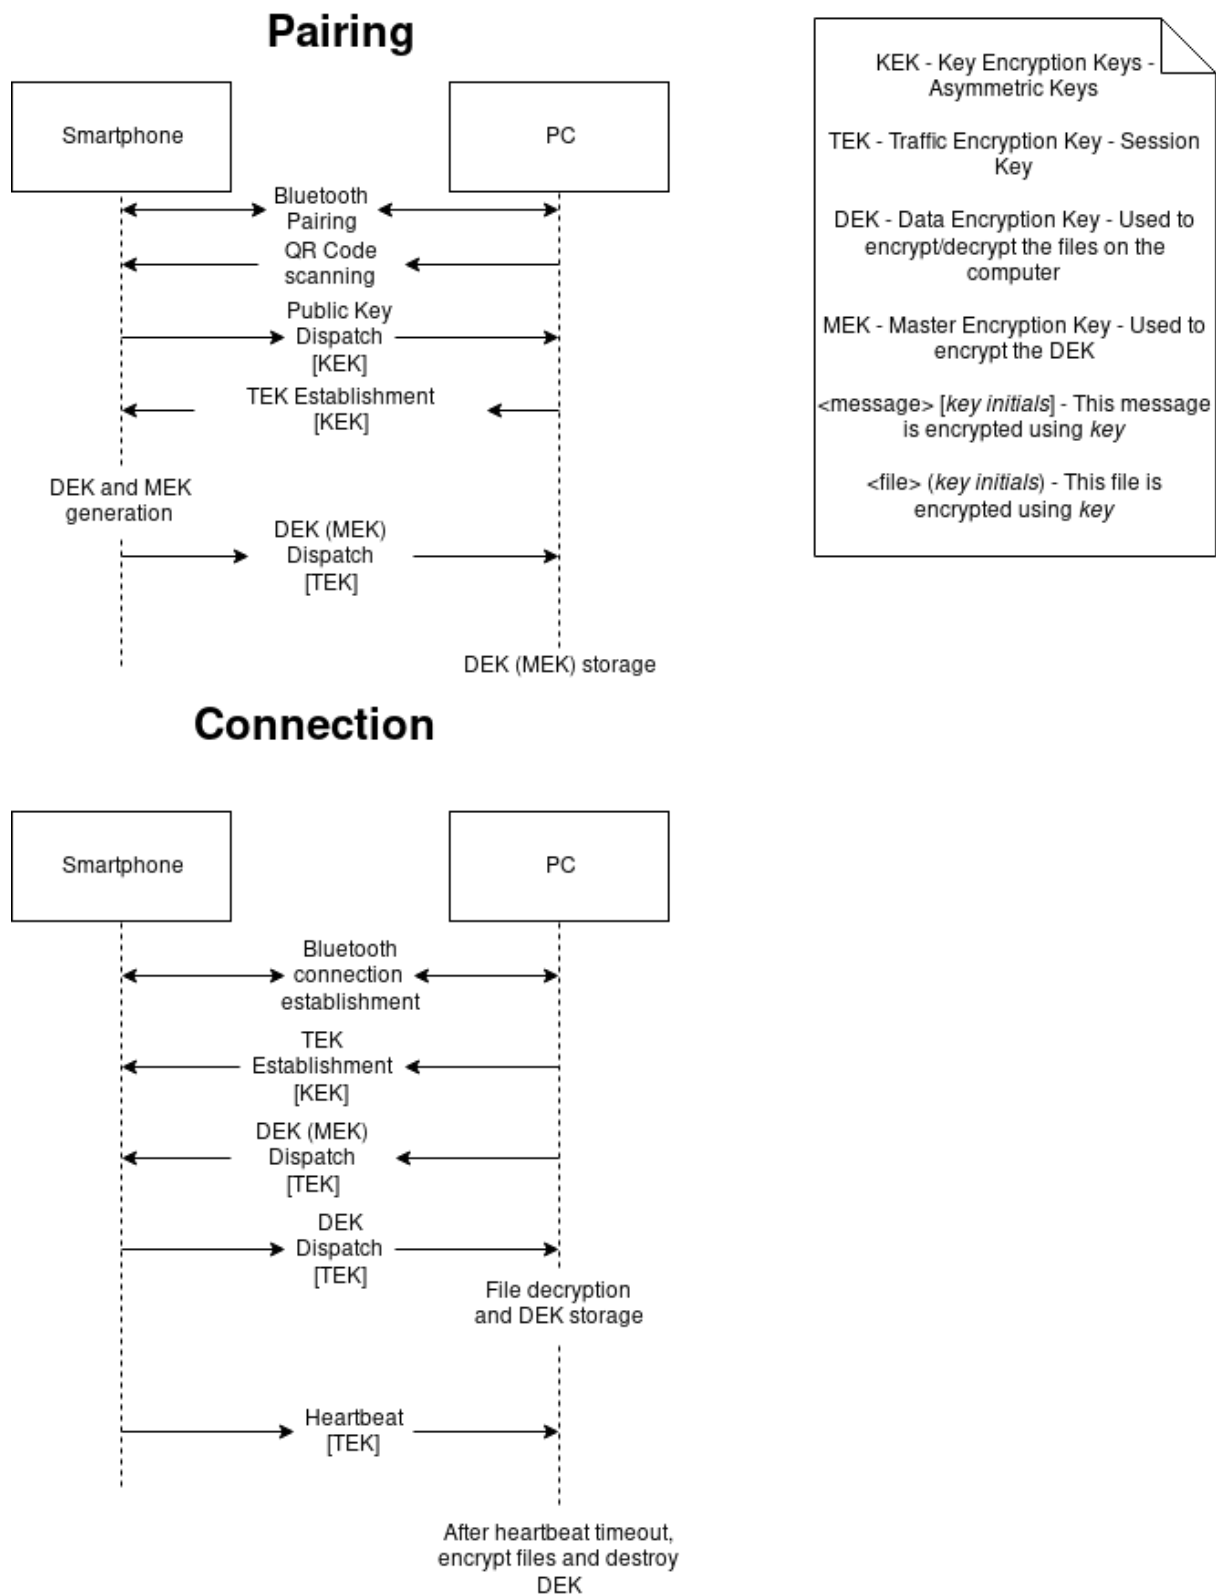 Pairing
Smartphone
PC
Bluetooth
Pairing
QR Code
scanning
Public Key
Dispatch
[KEK]
TEK Establishment
[KEK]
DEK and MEK
generation
DEK (MEK)
Dispatch
[TEK]
DEK (MEK) storage
KEK - Key Encryption Keys -
Asymmetric Keys
TEK - Traffic Encryption Key - Session
Key
DEK - Data Encryption Key - Used to
encrypt/decrypt the files on the
computer
MEK - Master Encryption Key - Used to
encrypt the DEK
<message> [key initials] - This message
is encrypted using key
<file> (key initials) - This file is
encrypted using key
Connection
Smartphone
PC
Bluetooth
connection
establishment
TEK
Establishment
[KEK]
DEK (MEK)
Dispatch
[TEK]
DEK
Dispatch
[TEK]
File decryption
and DEK storage
Heartbeat
[TEK]
After heartbeat timeout,
encrypt files and destroy
DEK